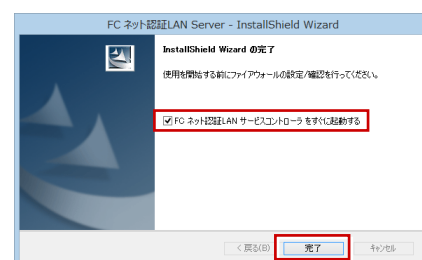 FC ネット認証LAN Server - InstallShield Wizard
InstallShield Wizard の完了
使用を開始する前にファイアウォールの設定/確認を行ってください。
FC ネット認証LAN サービスコントローラ をすぐに起動する
< 戻る(B)
完了
キャンセル